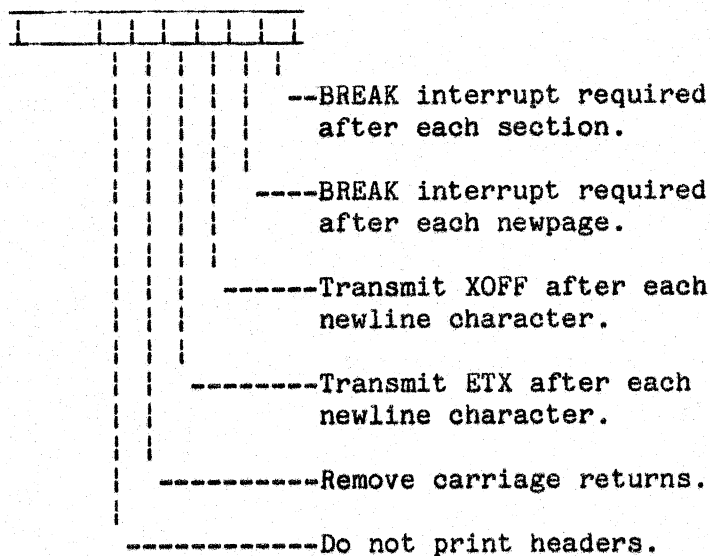 BREAK interrupt required
after each section.
BREAK interrupt required
after each newpage.
Transmit XOFF after each
newline character.
Transmit ETX after each
newline character.
Remove carriage returns.
Do not print headers.